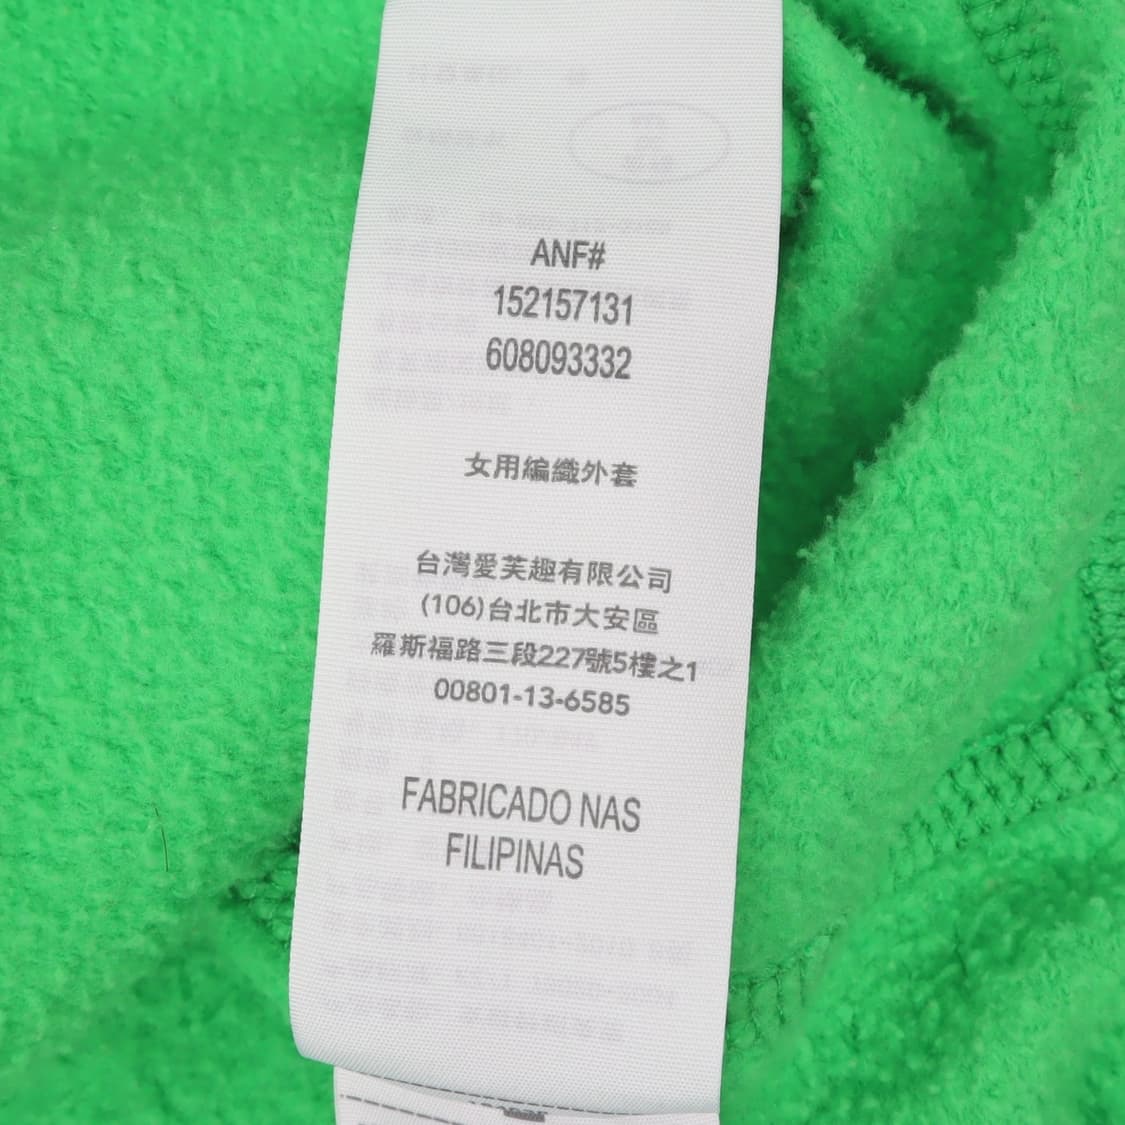 ANF#
152157131
608093332
女用編織外套
台灣愛芙趣有限公司
(106)台北市大安區
羅斯福路三段227號5樓之1
00801-13-6585
FABRICADO NAS
FILIPINAS